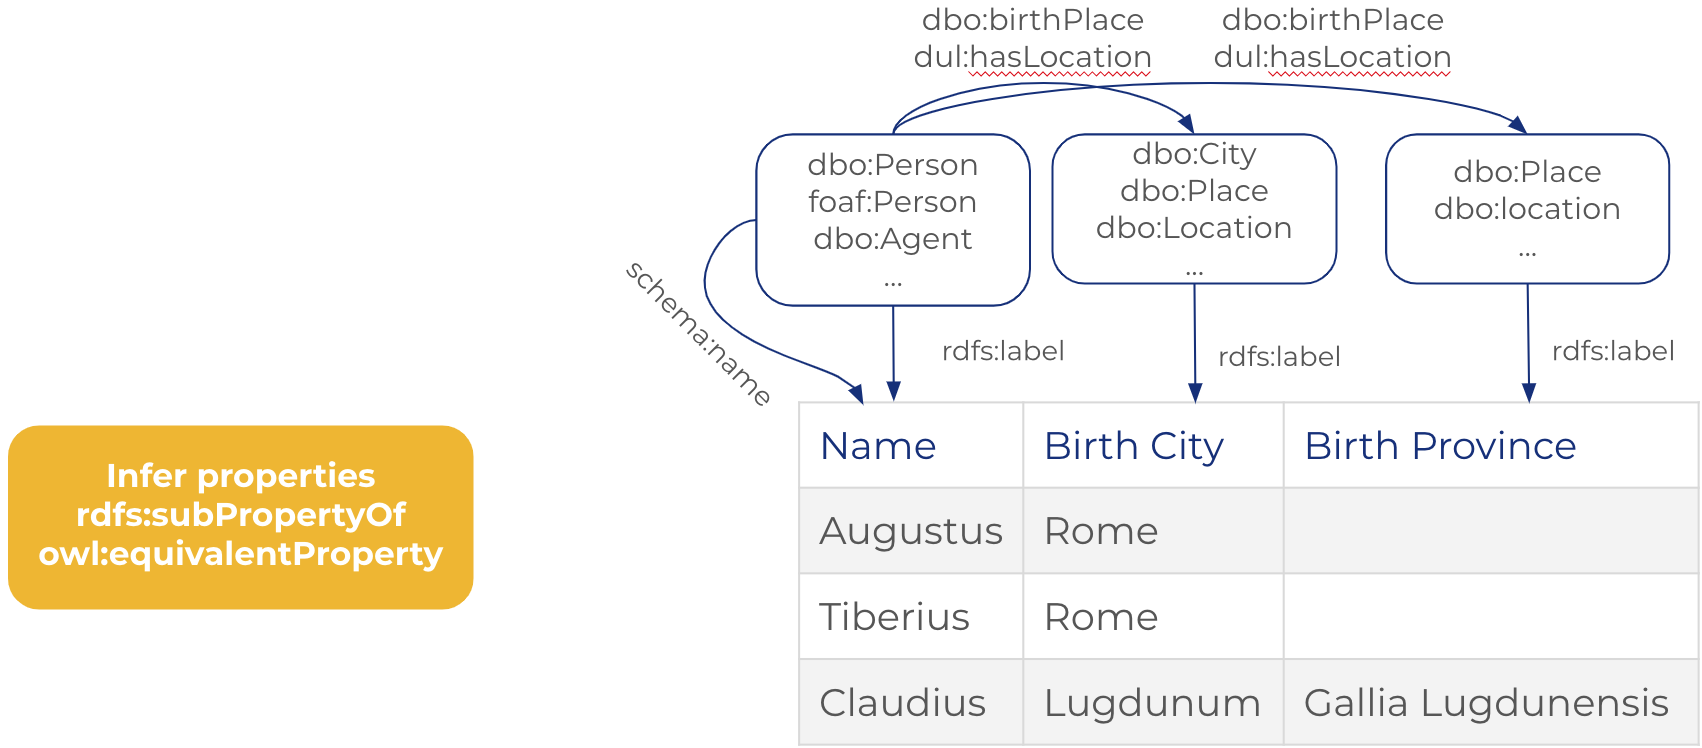 dbo:birthPlace
dul:hasLocation
dbo:birthPlace
dul:hasLocation
dbo:Person
foaf:Person
dbo:Agent
...
dbo:City
dbo:Place
dbo:Location
...
dbo:Place
dbo:location
...
schema:name
rdfs:label
rdfs:label
rdfs:label
Infer properties
rdfs:subPropertyOf
owl:equivalentProperty
Name Birth City Birth Province
Augustus Rome
Tiberius Rome
Claudius Lugdunum Gallia Lugdunensis